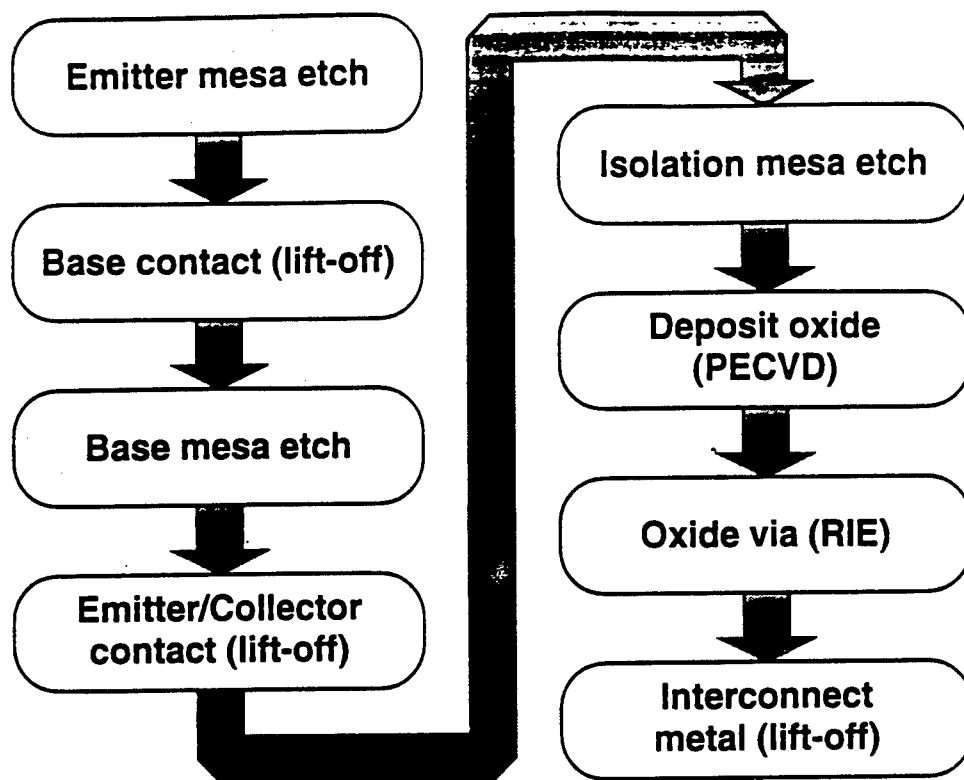 Emitter mesa etch
Base contact (lift-off)
Base mesa etch
Emitter/Collector
contact (lift-off)
Isolation mesa etch
Deposit oxide
(PECVD)
Oxide via (RIE)
Interconnect
metal (lift-off)